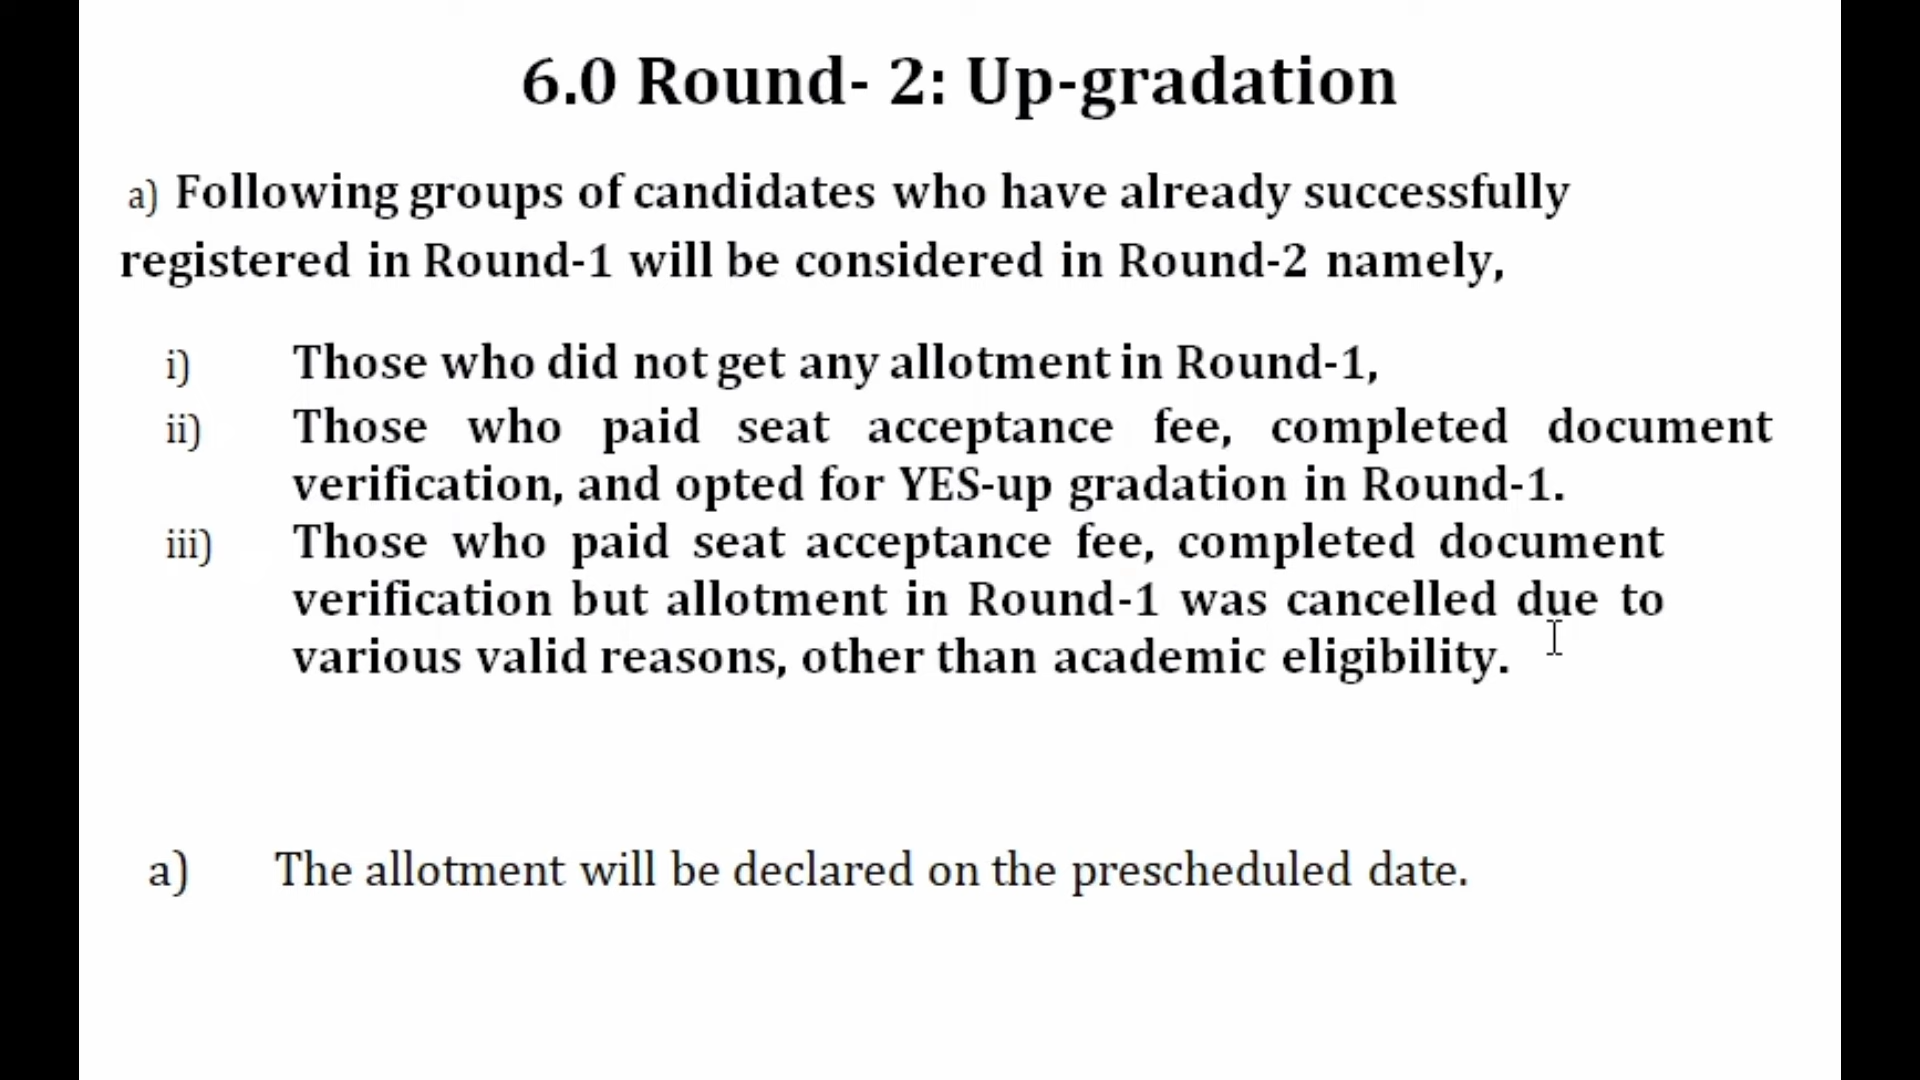 6.0 Round- 2: Up-gradation
a) Following groups of candidates who have already successfully
registered in Round-1 will be considered in Round-2 namely,
i) Those who did not get any allotment in Round-1,
ii) Those who paid seat acceptance fee, completed document
verification, and opted for YES-up gradation in Round-1.
iii) Those who paid seat acceptance fee, completed document
verification but allotment in Round-1 was cancelled due to
various valid reasons, other than academic eligibility.
a) The allotment will be declared on the prescheduled date.